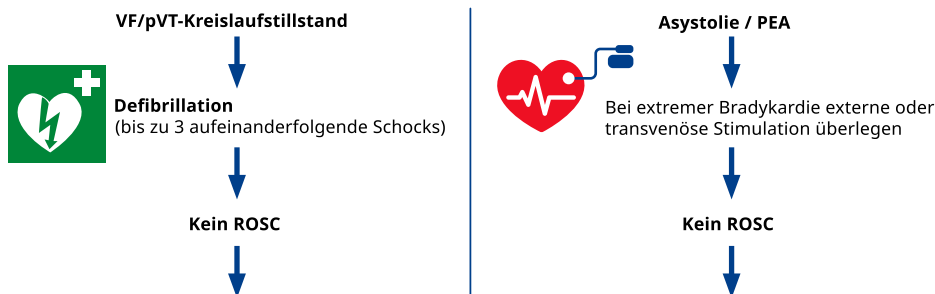 VF/pVT-Kreislaufstillstand
Defibrillation
(bis zu 3 aufeinanderfolgende Schocks)
Kein ROSC
Asystolie / PEA
Bei extremer Bradykardie externe oder
transvenöse Stimulation überlegen
Kein ROSC